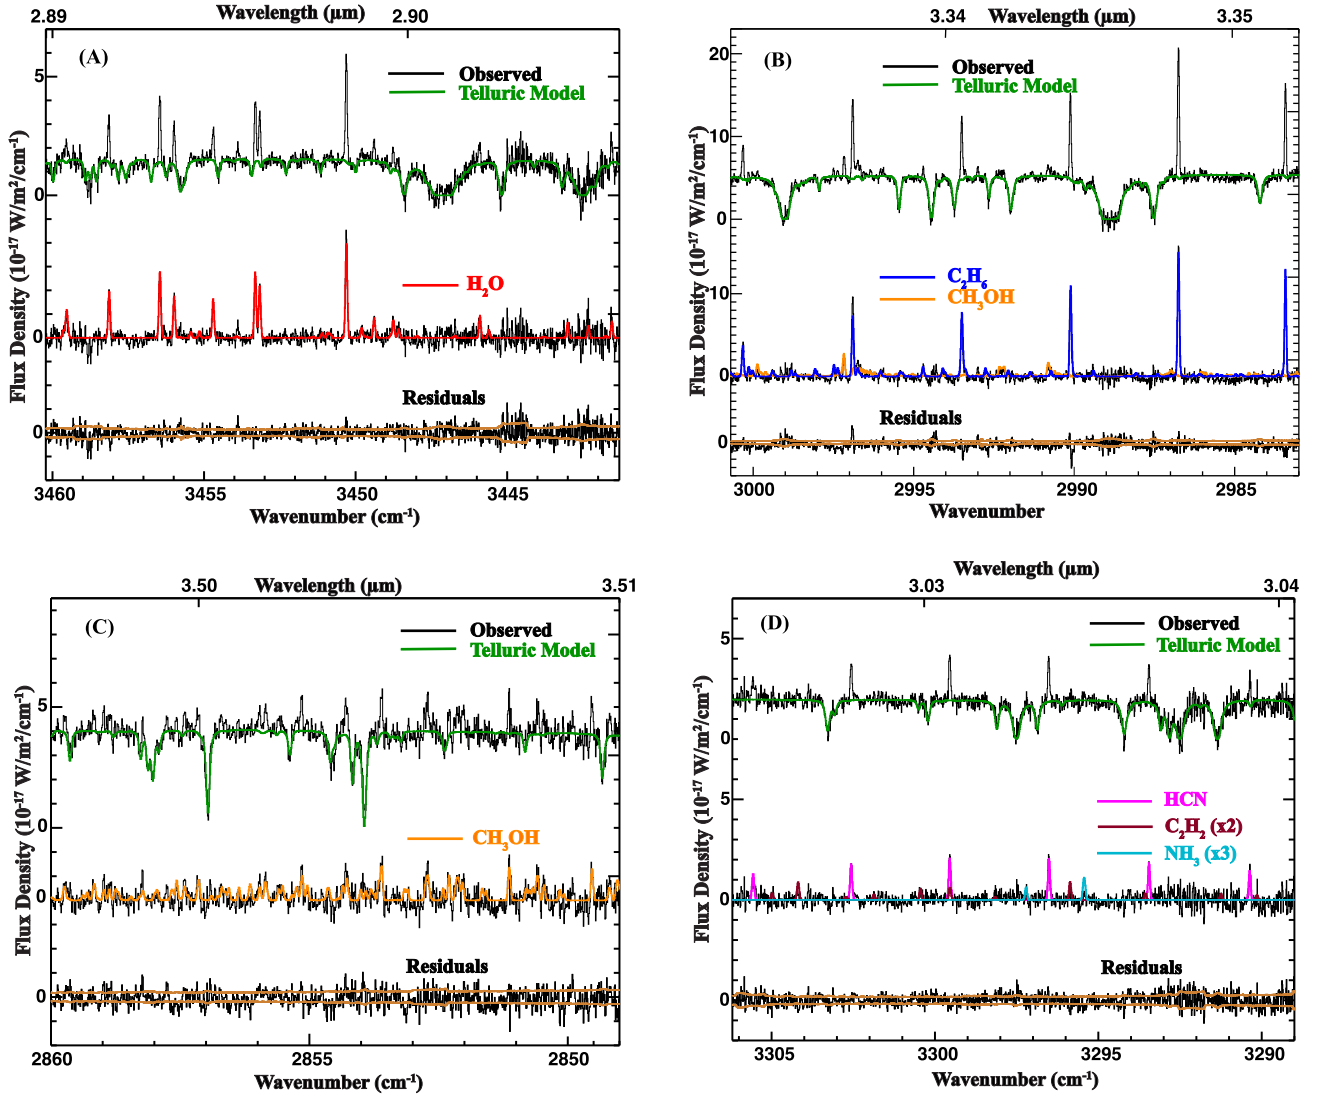 2.89 Wavelength (µm) 2.90
(A)
Observed
Telluric Model
5
0
H₂O
0
Residuals
0
Flux Density (10⁻¹⁷ W/m²/cm⁻¹)
3460 3455 3450 3445
Wavenumber (cm⁻¹)
3.34 Wavelength (µm) 3.35
(B)
Observed
Telluric Model
20
10
0
C₂H₆
CH₃OH
10
0
Residuals
0
Flux Density (10⁻¹⁷ W/m²/cm⁻¹)
3000 2995 2990 2985
Wavenumber
3.50 Wavelength (µm) 3.51
(C)
Observed
Telluric Model
5
0
CH₃OH
0
Residuals
0
Flux Density (10⁻¹⁷ W/m²/cm⁻¹)
2860 2855 2850
Wavenumber (cm⁻¹)
Wavelength (µm)
3.03 3.04
(D)
Observed
Telluric Model
5
0
5
HCN
C₂H₂ (x2)
NH₃ (x3)
0
Residuals
0
Flux Density (10⁻¹⁷ W/m²/cm⁻¹)
3305 3300 3295 3290
Wavenumber (cm⁻¹)